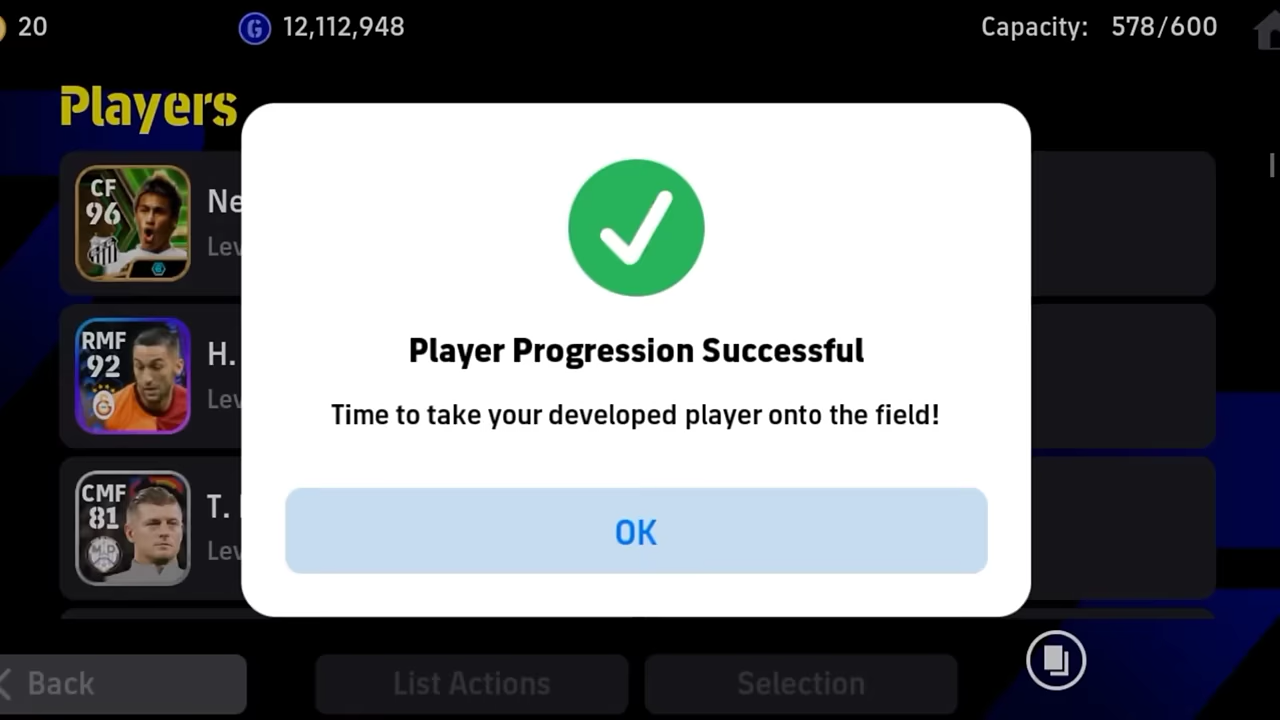 20
12,112,948
Capacity: 578/600
Players
CF
96
Ne
Lev
RMF
92
H.
Lev
CMF
81
T.
Lev
Player Progression Successful
Time to take your developed player onto the field!
OK
Back
List Actions
Selection